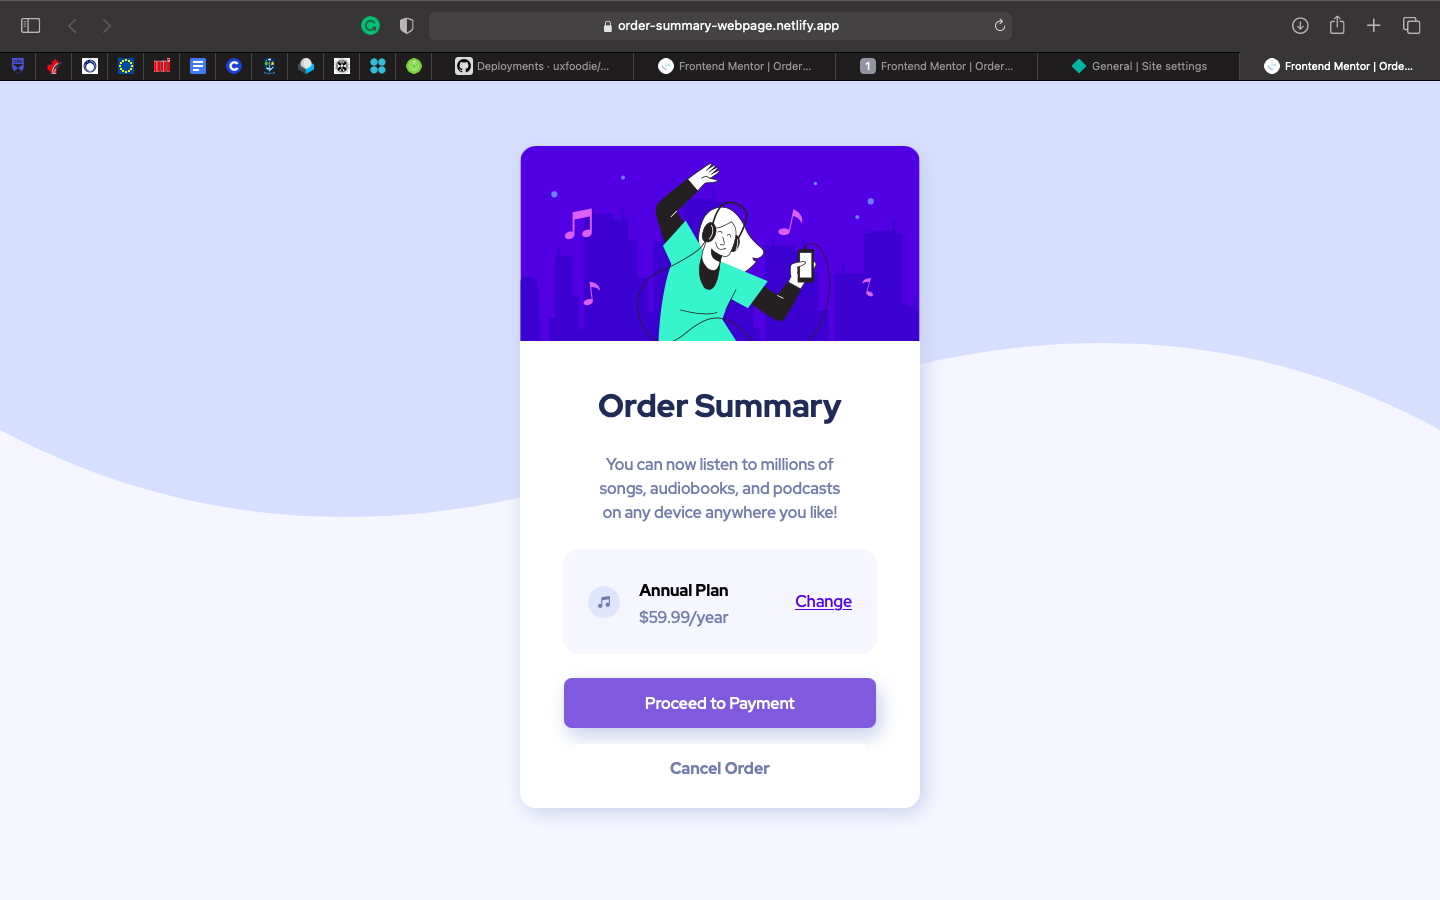 order-summary-webpage.netlify.app
Deployments · uxfoodie/...
Frontend Mentor | Order...
1
Frontend Mentor | Order...
General | Site settings
Frontend Mentor | Orde...
Order Summary
You can now listen to millions of
songs, audiobooks, and podcasts
on any device anywhere you like!
Annual Plan
$59.99/year
Change
Proceed to Payment
Cancel Order